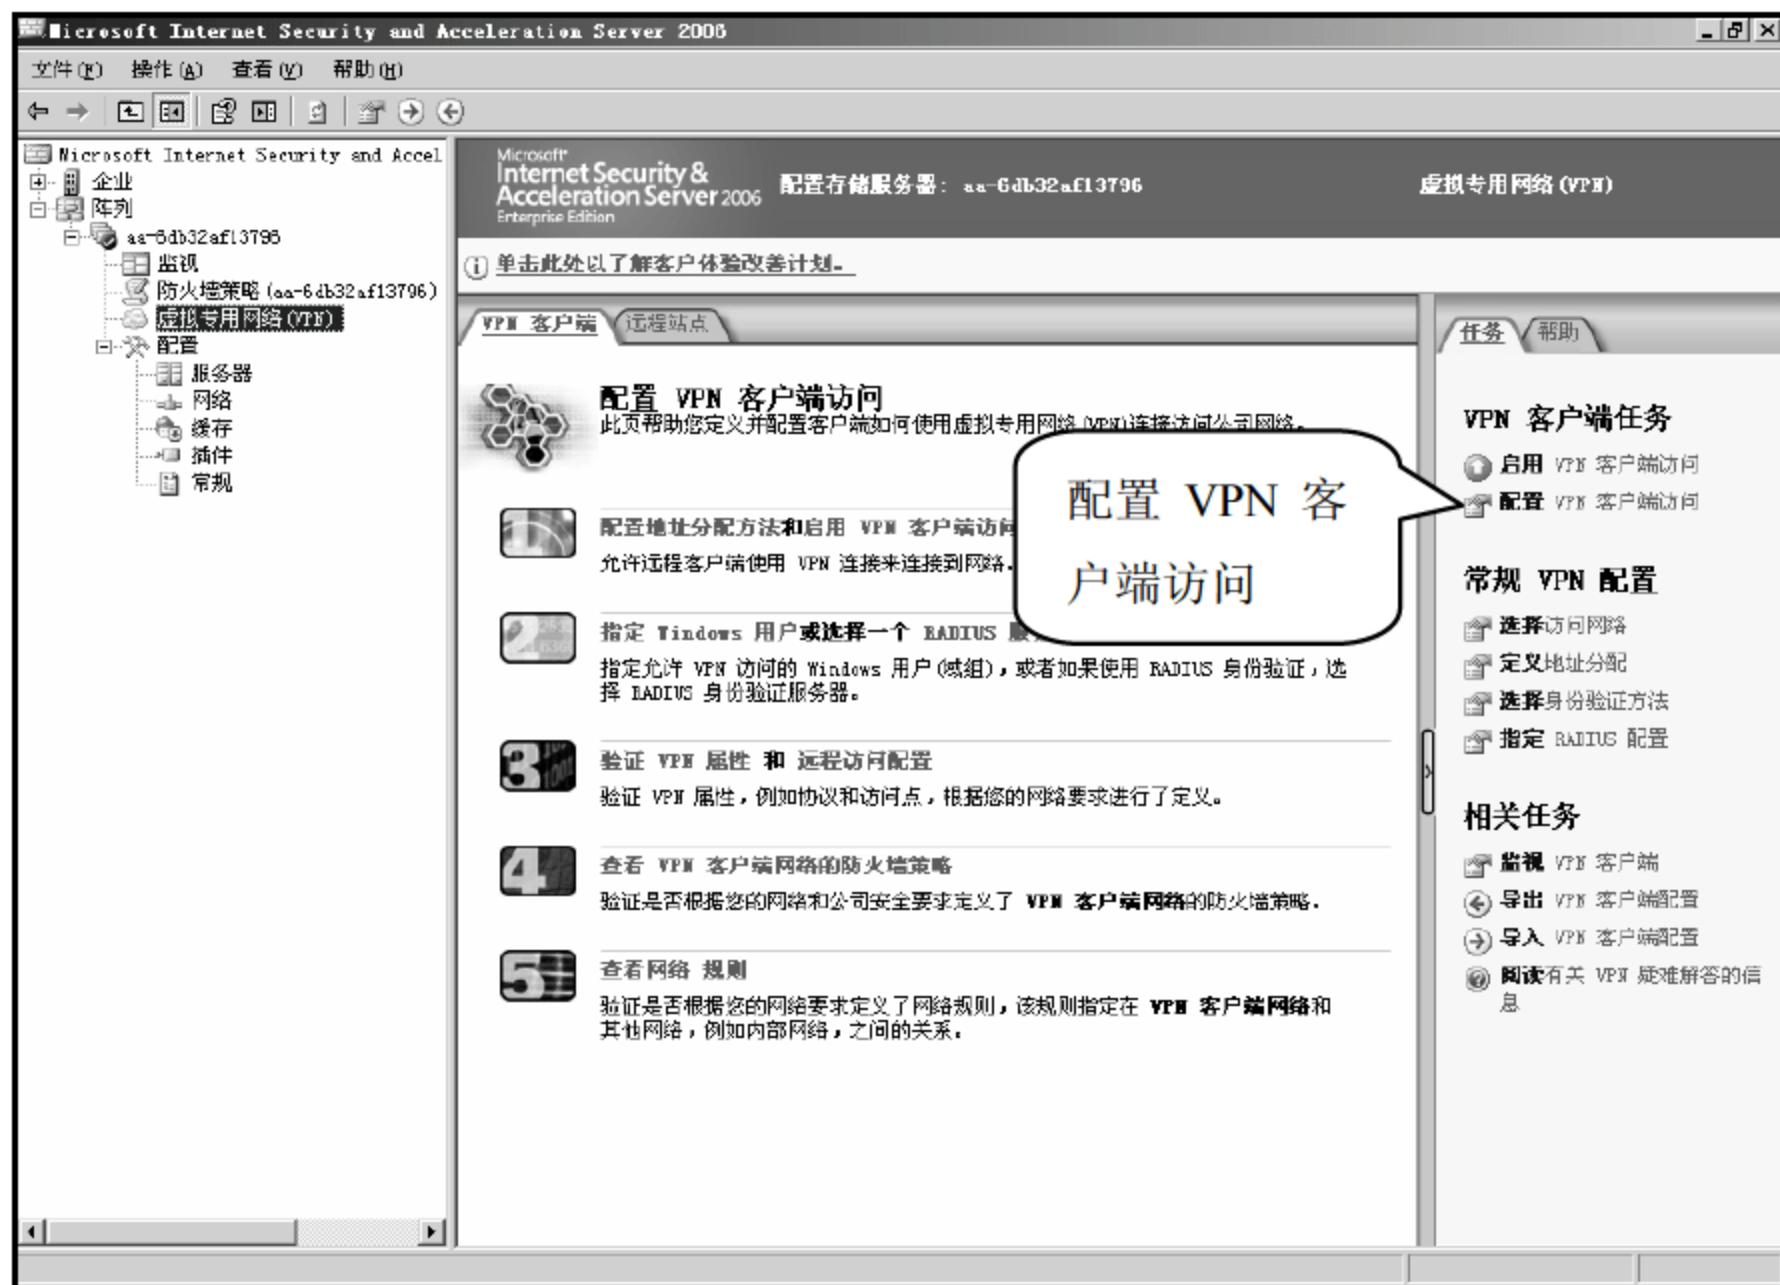 Microsoft Internet Security and Acceleration Server 2006
文件(F) 操作(A) 查看(V) 帮助(H)
Microsoft Internet Security and Accel
企业
阵列
aa-6db32af13796
监视
防火墙策略 (aa-6db32af13796)
虚拟专用网络(VPN)
配置
服务器
网络
缓存
插件
常规
Microsoft
Internet Security &
Acceleration Server 2006
Enterprise Edition
配置存储服务器: aa-6db32af13796
虚拟专用网络(VPN)
单击此处以了解客户体验改善计划。
VPN 客户端 远程站点
配置 VPN 客户端访问
此页帮助您定义并配置客户端如何使用虚拟专用网络(VPN)连接访问公司网络。
配置 VPN 客
户端访问
1
配置地址分配方法和启用 VPN 客户端访问
允许远程客户端使用 VPN 连接来连接到网络。
2
指定 Windows 用户或选择一个 RADIUS
指定允许 VPN 访问的 Windows 用户(域组)，或者如果使用 RADIUS 身份验证，选
择 RADIUS 身份验证服务器。
3
验证 VPN 属性 和 远程访问配置
验证 VPN 属性，例如协议和访问点，根据您的网络要求进行了定义。
4
查看 VPN 客户端网络的防火墙策略
验证是否根据您的网络和公司安全要求定义了 VPN 客户端网络的防火墙策略。
5
查看网络 规则
验证是否根据您的网络要求定义了网络规则，该规则指定在 VPN 客户端网络和
其他网络，例如内部网络，之间的关系。
任务 帮助
VPN 客户端任务
启用 VPN 客户端访问
配置 VPN 客户端访问
常规 VPN 配置
选择访问网络
定义地址分配
选择身份验证方法
指定 RADIUS 配置
相关任务
监视 VPN 客户端
导出 VPN 客户端配置
导入 VPN 客户端配置
阅读有关 VPN 疑难解答的信
息